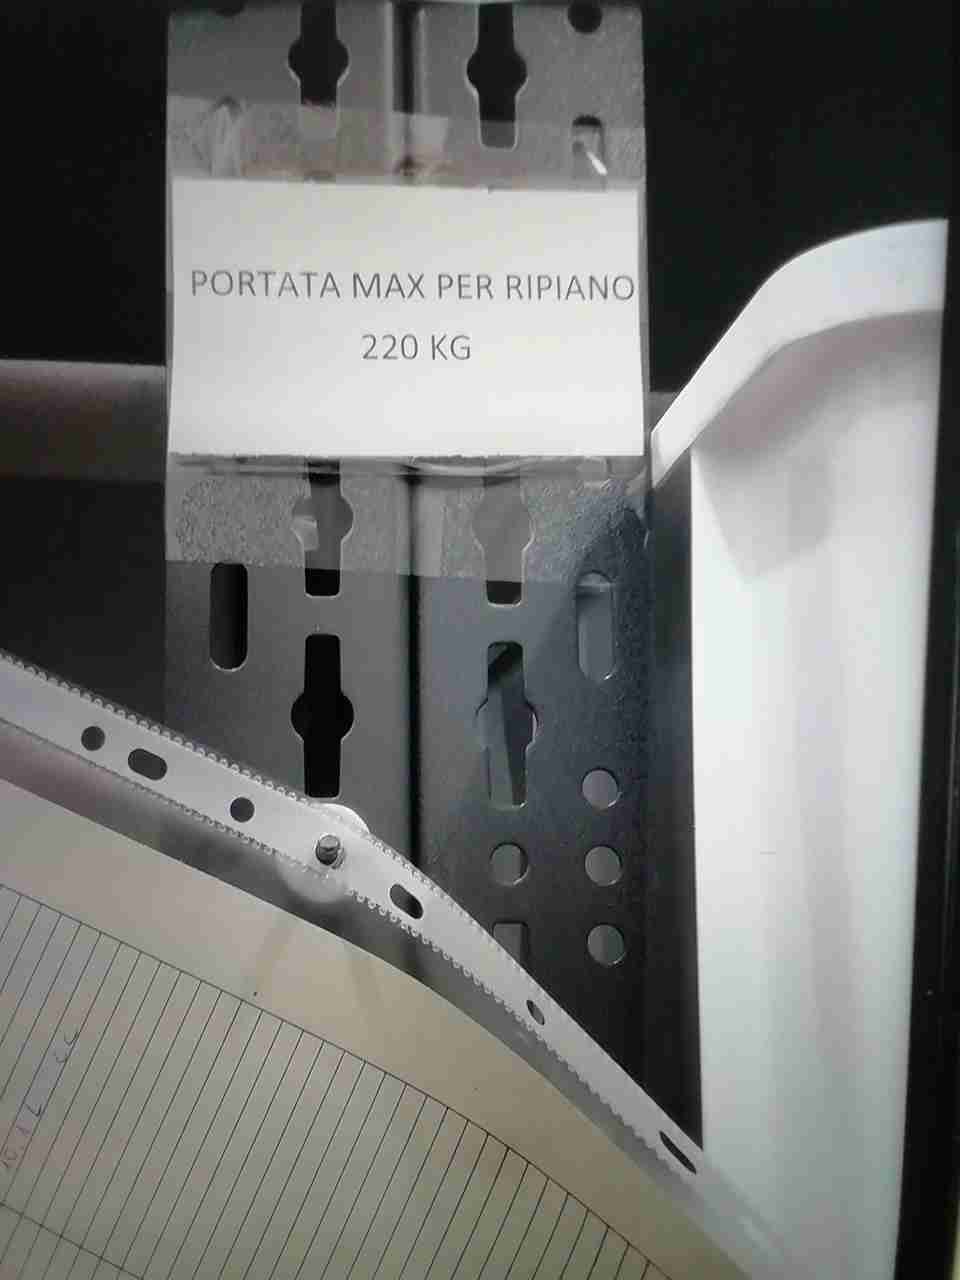 PORTATA MAX PER RIPIANO
220 KG